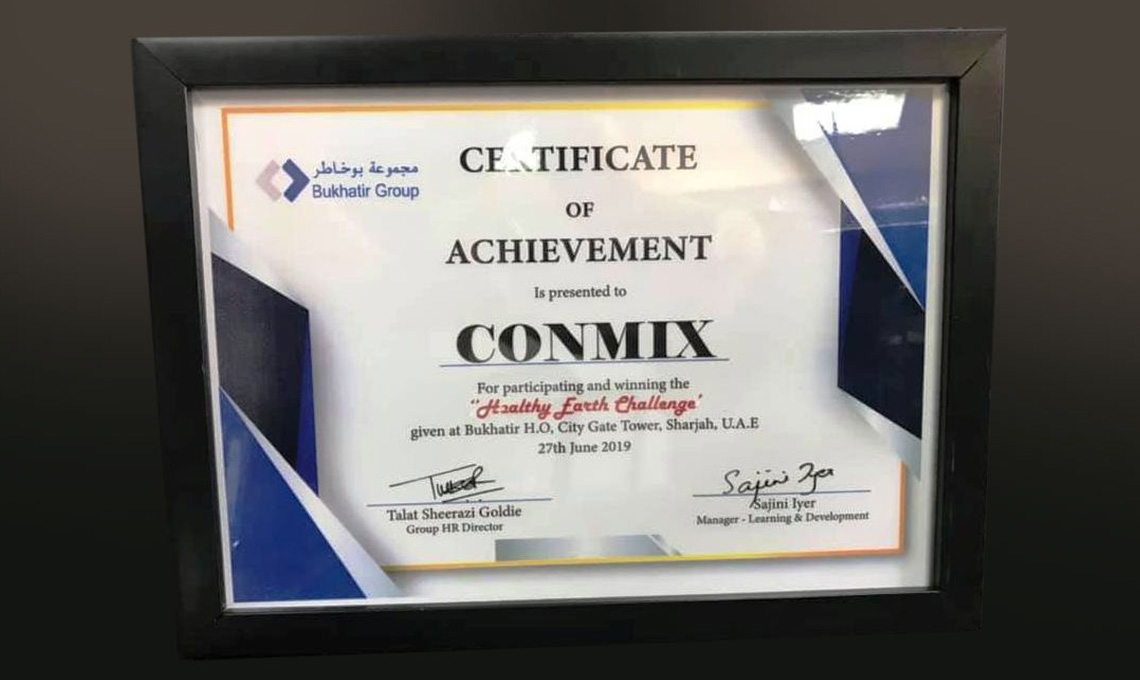 مجموعة بوخاطر
Bukhatir Group
CERTIFICATE
OF
ACHIEVEMENT
Is presented to
CONMIX
For participating and winning the
"Healthy Earth Challenge'
given at Bukhatir H.O, City Gate Tower, Sharjah, U.A.E
27th June 2019
Sajini Iyer
Talat Sheerazi Goldie
Group HR Director
Sajini Iyer
Manager - Learning & Development